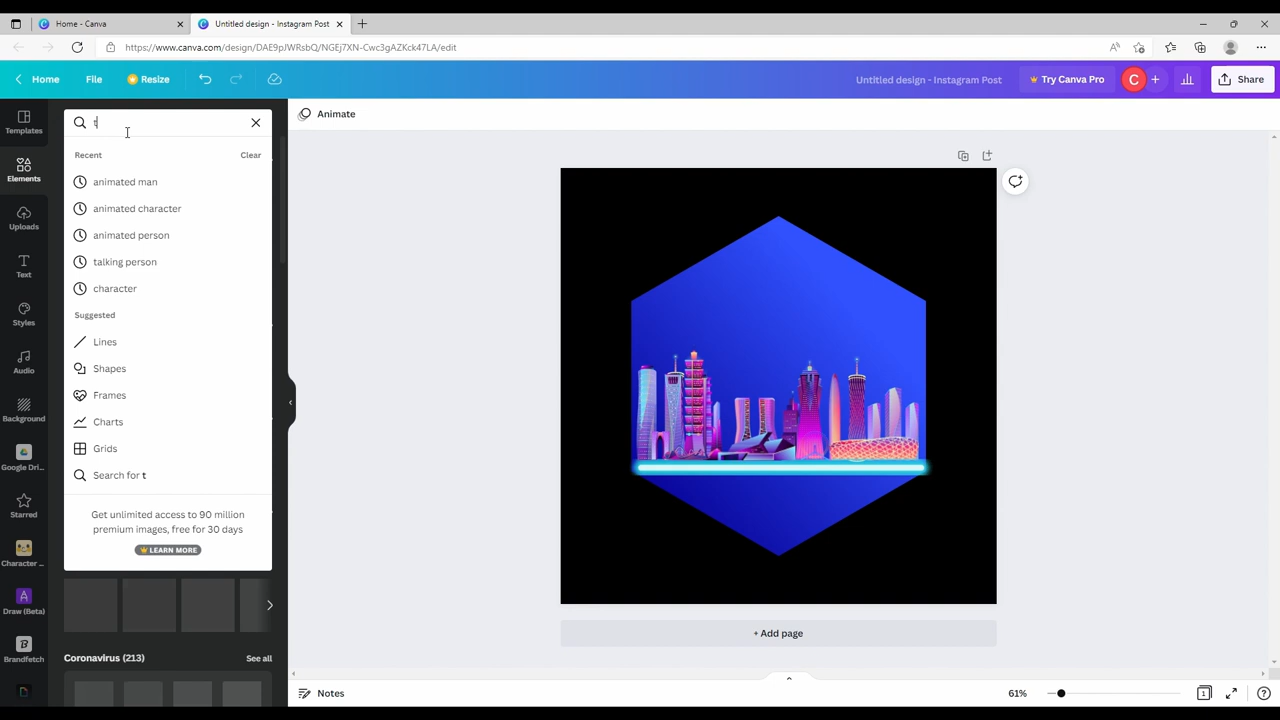 Home - Canva
Untitled design - Instagram Post
https://www.canva.com/design/DAE9pJWRsbQ/NGEj7XN-Cwc3gAZKck47LA/edit
Home
File
Resize
Untitled design - Instagram Post
Try Canva Pro
C
Share
Templates
Elements
Uploads
Text
Styles
Audio
Background
Google Dri...
Starred
Character ...
Draw (Beta)
Brandfetch
t
Recent
Clear
animated man
animated character
animated person
talking person
character
Suggested
Lines
Shapes
Frames
Charts
Grids
Search for t
Get unlimited access to 90 million
premium images, free for 30 days
LEARN MORE
Coronavirus (213)
See all
Animate
+ Add page
Notes
61%
1